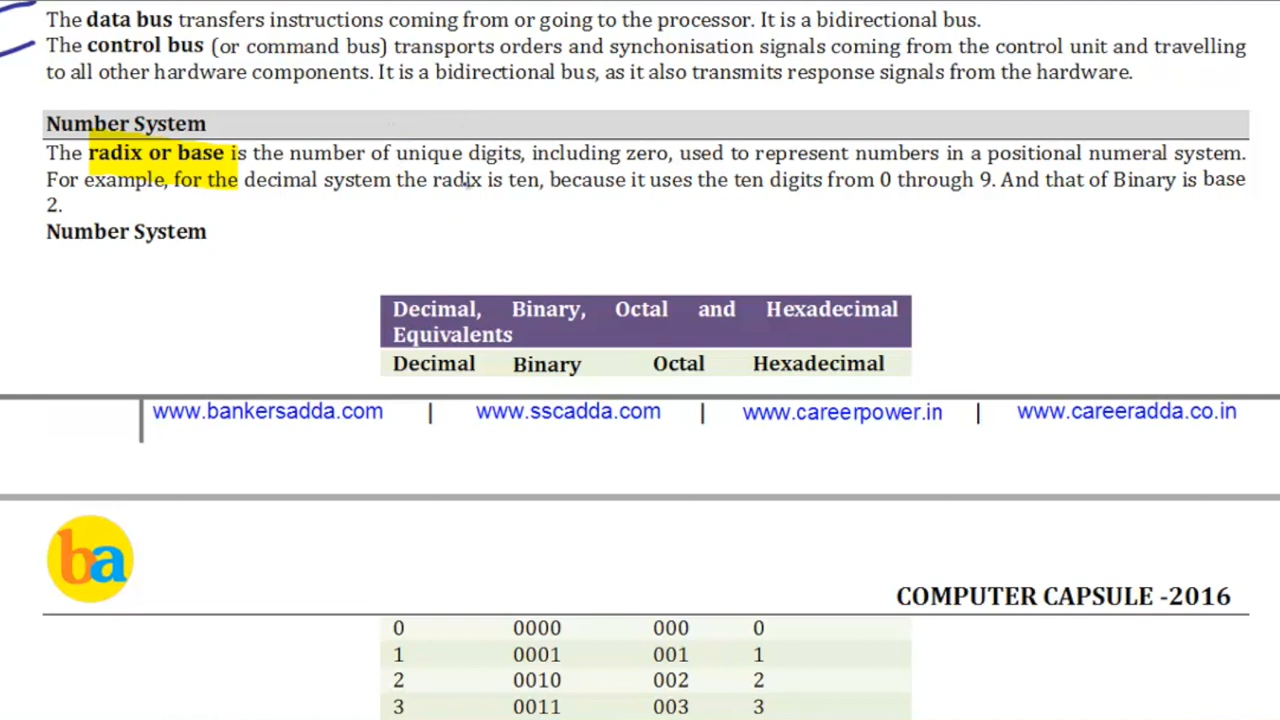 The data bus transfers instructions coming from or going to the processor. It is a bidirectional bus.
The control bus (or command bus) transports orders and synchonisation signals coming from the control unit and travelling
to all other hardware components. It is a bidirectional bus, as it also transmits response signals from the hardware.
Number System
The radix or base is the number of unique digits, including zero, used to represent numbers in a positional numeral system.
For example, for the decimal system the radix is ten, because it uses the ten digits from 0 through 9. And that of Binary is base
2.
Number System
Decimal, Binary, Octal and Hexadecimal
Equivalents
Decimal Binary Octal Hexadecimal
www.bankersadda.com | www.sscadda.com | www.careerpower.in | www.careeradda.co.in
ba
COMPUTER CAPSULE -2016
0 0000 000 0
1 0001 001 1
2 0010 002 2
3 0011 003 3